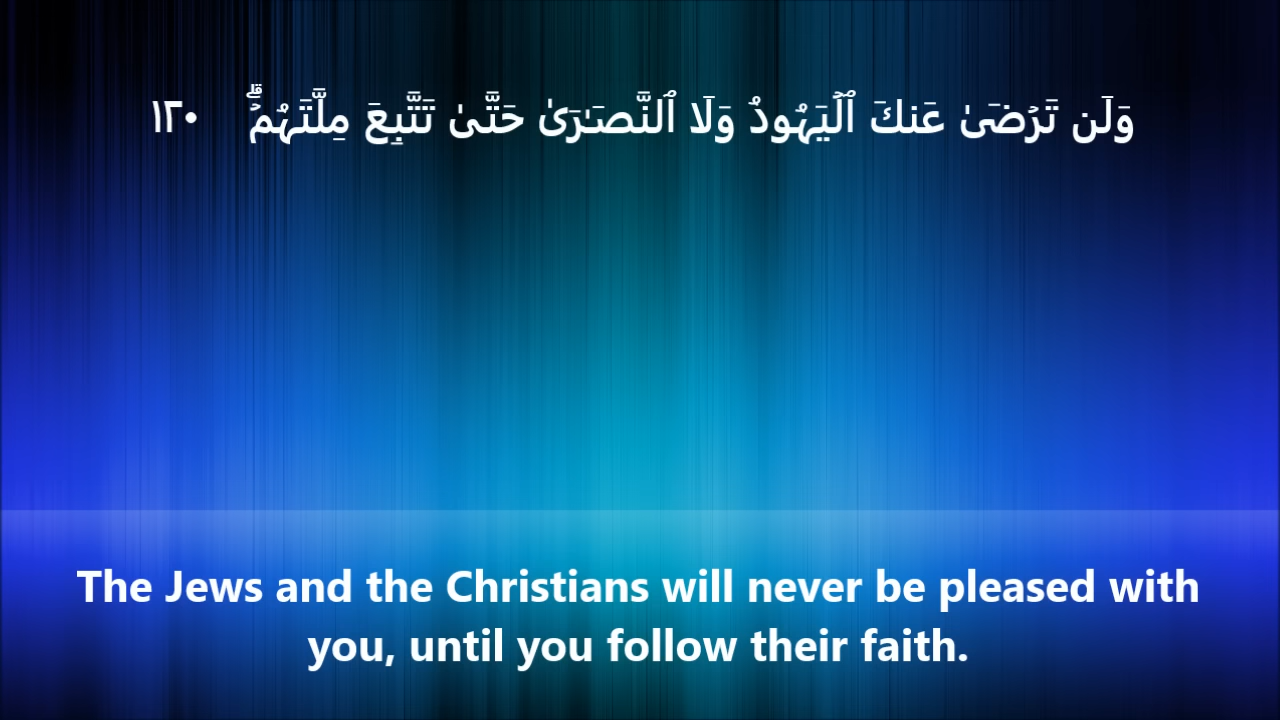 وَلَن تَرۡضَىٰ عَنكَ ٱلۡيَهُودُ وَلَا ٱلنَّصَـٰرَىٰ حَتَّىٰ تَتَّبِعَ مِلَّتَهُمۡۗ ١٢٠
The Jews and the Christians will never be pleased with
you, until you follow their faith.